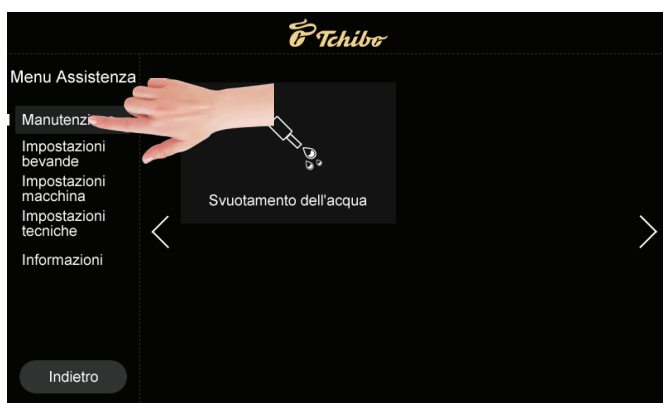 Tchibo
Menu Assistenza
Impostazioni
bevande
Impostazioni
macchina
Impostazioni
tecniche
Informazioni
Indietro
Svuotamento dell'acqua